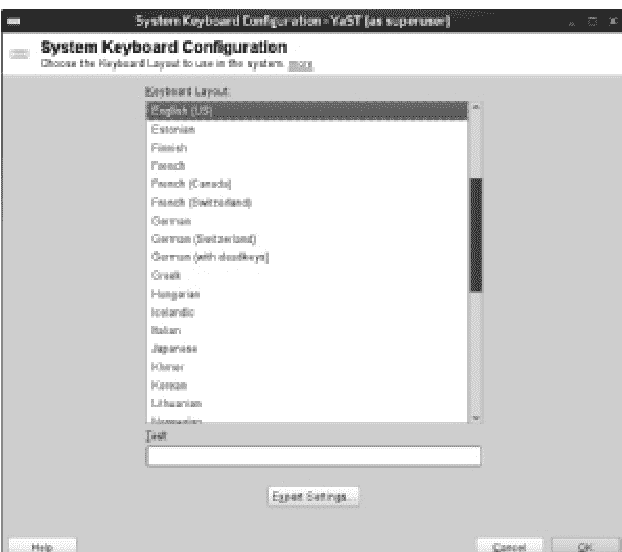 System Keyboard Configuration - YaST [as superuser]
System Keyboard Configuration
Choose the Keyboard Layout to use in the system. more
Keyboard Layout:
English (US)
Estonian
Finnish
French
French (Canada)
French (Switzerland)
German
German (Switzerland)
German (with deadkeys)
Greek
Hungarian
Icelandic
Italian
Japanese
Khmer
Korean
Lithuanian
Norwegian
Test
Expert Settings...
Help
Cancel
OK